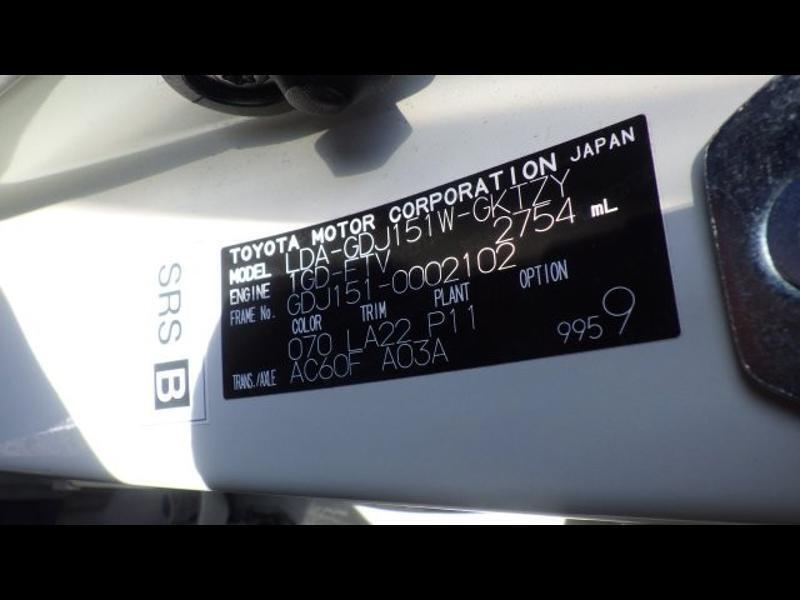 TOYOTA MOTOR CORPORATION JAPAN
MODEL LDA-GDJ151W-GKTZY
ENGINE 1GD-FTV 2754 mL
FRAME No. GDJ151-0002102
COLOR TRIM PLANT OPTION
070 LA22 P11
TRANS./AXLE AC60F A03A 9959
SRS B